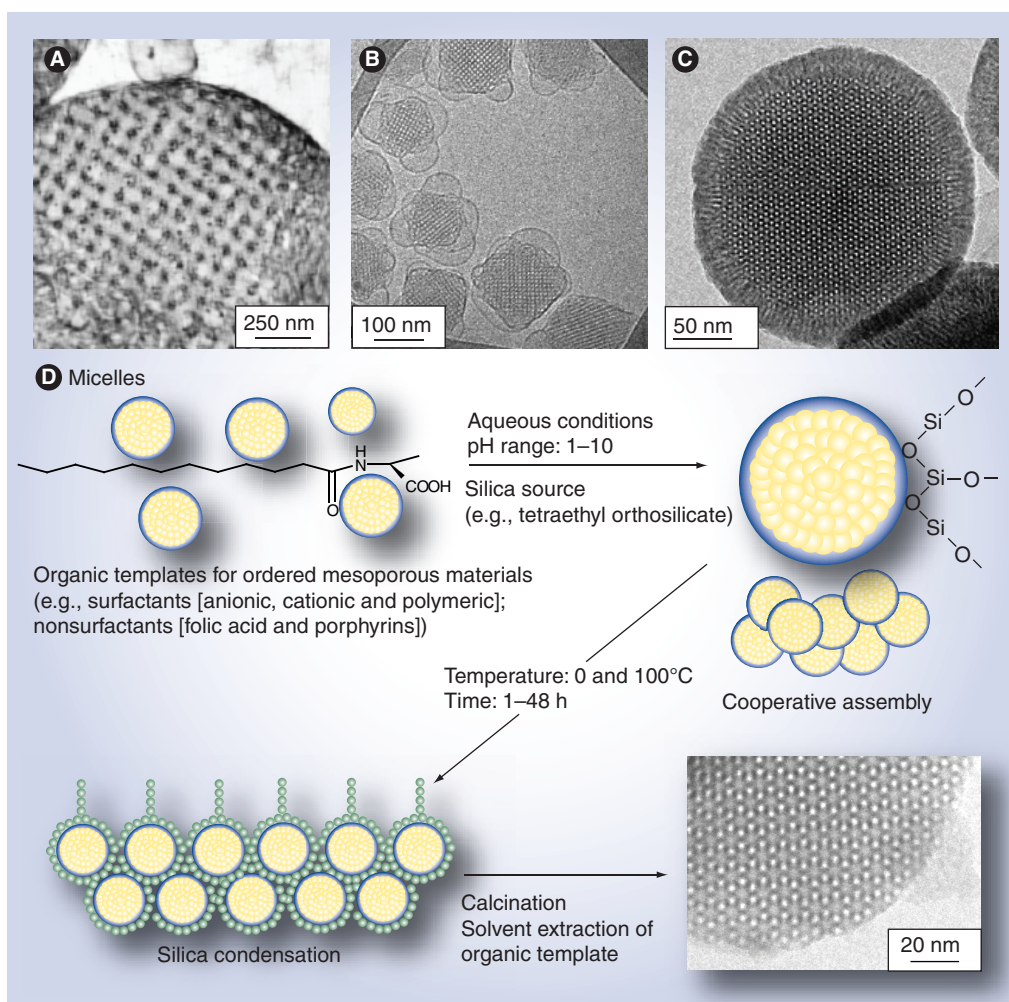 A
B
C
250 nm
100 nm
50 nm
D Micelles
Aqueous conditions
pH range: 1–10
Silica source
(e.g., tetraethyl orthosilicate)
H
N
COOH
O
O
Si
O
Si
O
O
Si
O
Organic templates for ordered mesoporous materials
(e.g., surfactants [anionic, cationic and polymeric];
nonsurfactants [folic acid and porphyrins])
Temperature: 0 and 100°C
Time: 1–48 h
Cooperative assembly
Silica condensation
Calcination
Solvent extraction of
organic template
20 nm